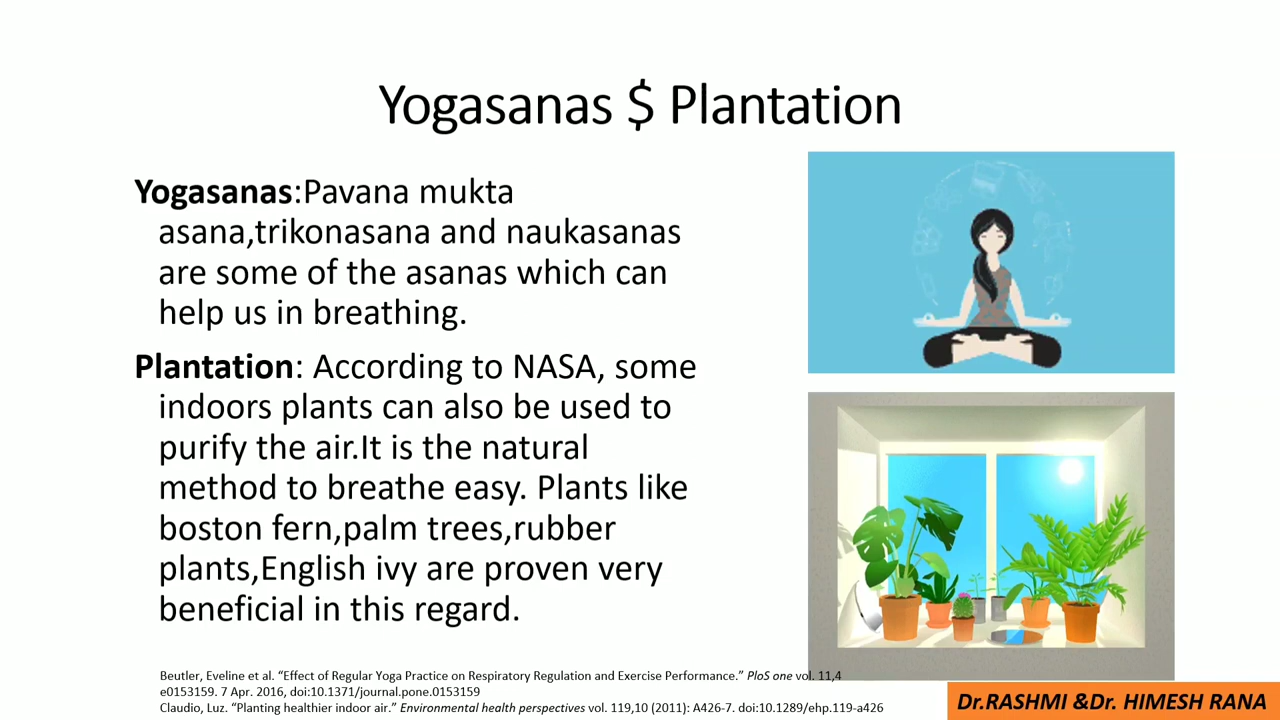 Yogasanas $ Plantation
Yogasanas:Pavana mukta
asana,trikonasana and naukasanas
are some of the asanas which can
help us in breathing.
Plantation: According to NASA, some
indoors plants can also be used to
purify the air.It is the natural
method to breathe easy. Plants like
boston fern,palm trees,rubber
plants,English ivy are proven very
beneficial in this regard.
Beutler, Eveline et al. “Effect of Regular Yoga Practice on Respiratory Regulation and Exercise Performance.” PloS one vol. 11,4
e0153159. 7 Apr. 2016, doi:10.1371/journal.pone.0153159
Claudio, Luz. “Planting healthier indoor air.” Environmental health perspectives vol. 119,10 (2011): A426-7. doi:10.1289/ehp.119-a426
Dr.RASHMI &Dr. HIMESH RANA